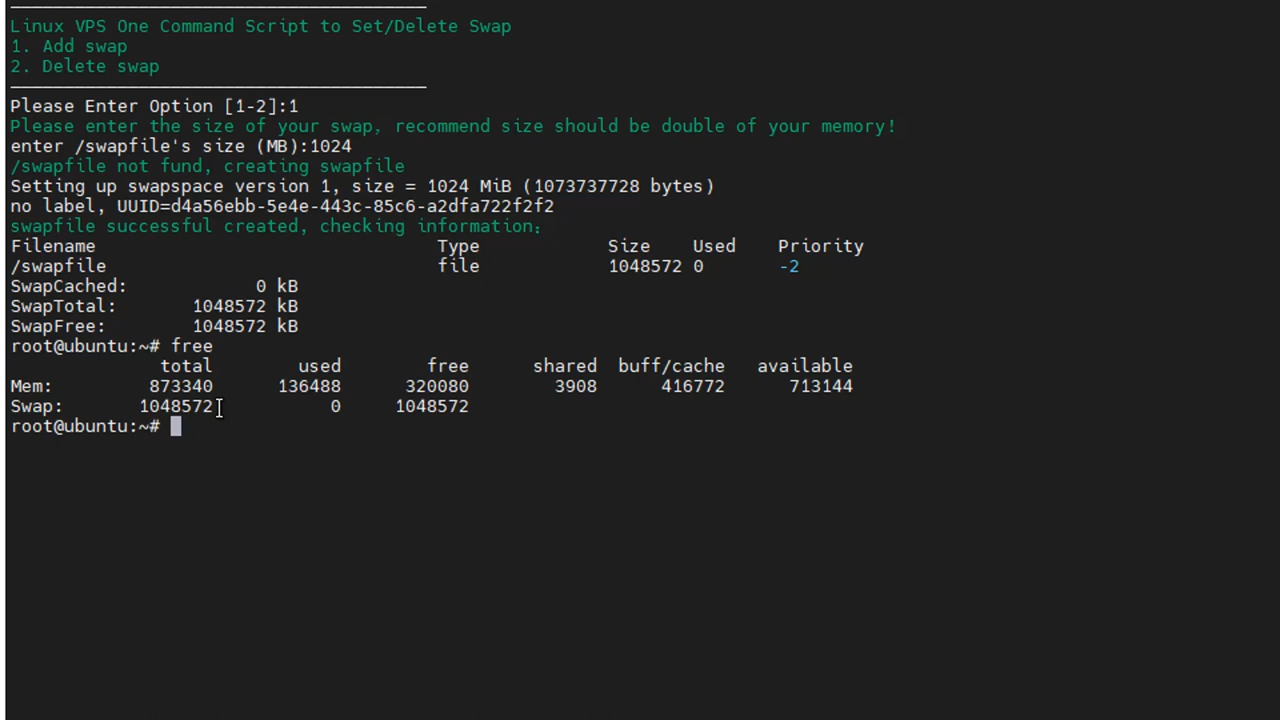 Linux VPS One Command Script to Set/Delete Swap
1. Add swap
2. Delete swap
Please Enter Option [1-2]:1
Please enter the size of your swap, recommend size should be double of your memory!
enter /swapfile's size (MB):1024
/swapfile not fund, creating swapfile
Setting up swapspace version 1, size = 1024 MiB (1073737728 bytes)
no label, UUID=d4a56ebb-5e4e-443c-85c6-a2dfa722f2f2
swapfile successful created, checking information：
Filename Type Size Used Priority
/swapfile file 1048572 0 -2
SwapCached: 0 kB
SwapTotal: 1048572 kB
SwapFree: 1048572 kB
root@ubuntu:~# free
total used free shared buff/cache available
Mem: 873340 136488 320080 3908 416772 713144
Swap: 1048572 0 1048572
root@ubuntu:~#